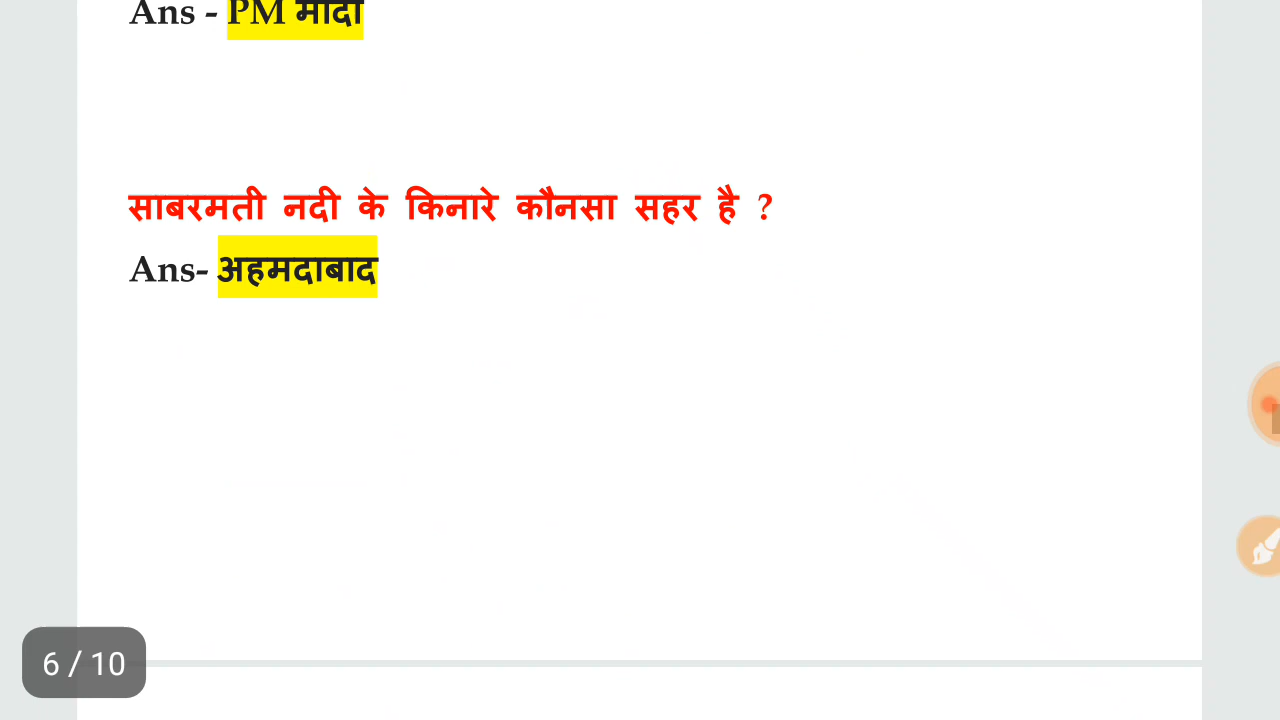 Ans - PM मोदी
साबरमती नदी के किनारे कौनसा सहर है ?
Ans- अहमदाबाद
6 / 10